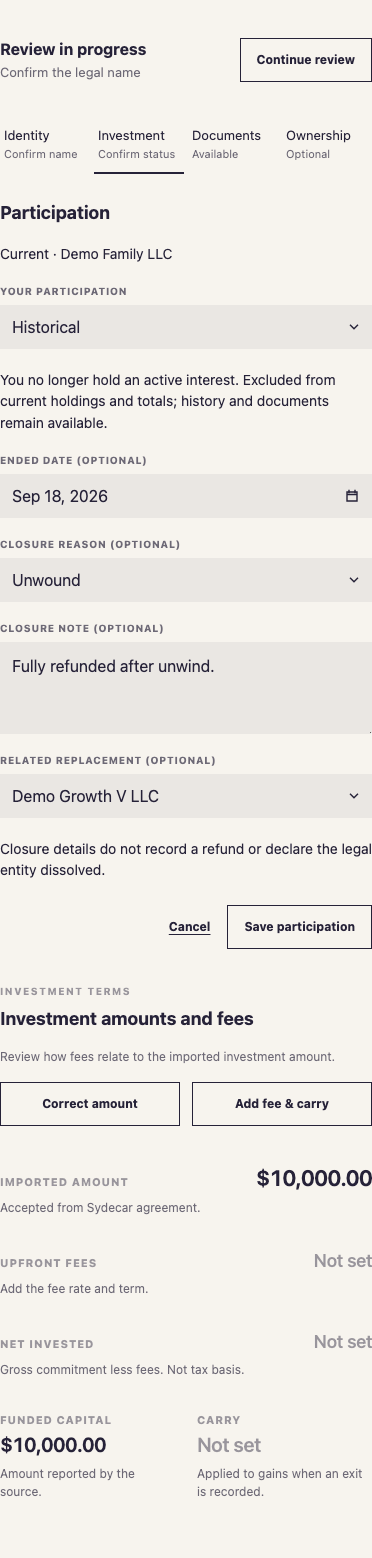 Review in progress
Confirm the legal name
Continue review
Identity
Confirm name
Investment
Confirm status
Documents
Available
Ownership
Optional
Participation
Current · Demo Family LLC
YOUR PARTICIPATION
Historical
You no longer hold an active interest. Excluded from
current holdings and totals; history and documents
remain available.
ENDED DATE (OPTIONAL)
Sep 18, 2026
CLOSURE REASON (OPTIONAL)
Unwound
CLOSURE NOTE (OPTIONAL)
Fully refunded after unwind.
RELATED REPLACEMENT (OPTIONAL)
Demo Growth V LLC
Closure details do not record a refund or declare the legal
entity dissolved.
Cancel
Save participation
INVESTMENT TERMS
Investment amounts and fees
Review how fees relate to the imported investment amount.
Correct amount
Add fee & carry
IMPORTED AMOUNT
$10,000.00
Accepted from Sydecar agreement.
UPFRONT FEES
Not set
Add the fee rate and term.
NET INVESTED
Not set
Gross commitment less fees. Not tax basis.
FUNDED CAPITAL
$10,000.00
Amount reported by the
source.
CARRY
Not set
Applied to gains when an exit
is recorded.